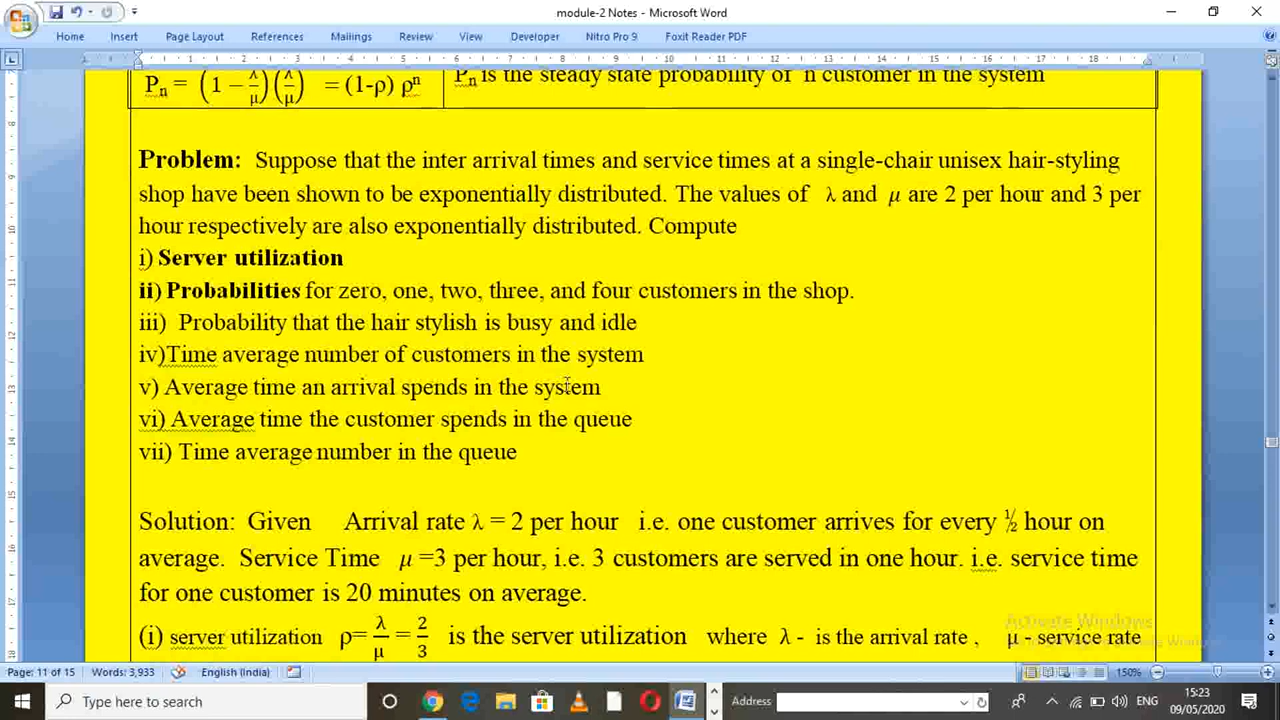 module-2 Notes - Microsoft Word
Home Insert Page Layout References Mailings Review View Developer Nitro Pro 9 Foxit Reader PDF
Pn = (1 − λ/μ)(λ/μ) = (1-ρ) ρn Pn is the steady state probability of n customer in the system
Problem: Suppose that the inter arrival times and service times at a single-chair unisex hair-styling
shop have been shown to be exponentially distributed. The values of λ and μ are 2 per hour and 3 per
hour respectively are also exponentially distributed. Compute
i) Server utilization
ii) Probabilities for zero, one, two, three, and four customers in the shop.
iii) Probability that the hair stylish is busy and idle
iv)Time average number of customers in the system
v) Average time an arrival spends in the system
vi) Average time the customer spends in the queue
vii) Time average number in the queue
Solution: Given Arrival rate λ = 2 per hour i.e. one customer arrives for every ½ hour on
average. Service Time μ =3 per hour, i.e. 3 customers are served in one hour. i.e. service time
for one customer is 20 minutes on average.
(i) server utilization ρ= λ/μ = 2/3 is the server utilization where λ - is the arrival rate , μ - service rate
Activate Windows
Page: 11 of 15 Words: 3,933 English (India) 150%
Type here to search Address ENG 15:23
09/05/2020